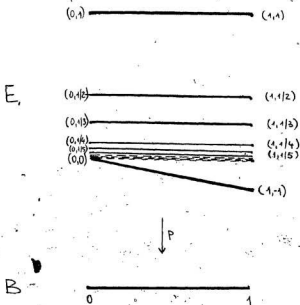 (0,1) (1,1)
E, (0,1/2) (1,1/2)
(0,1/3) (1,1/3)
(0,1/4) (1,1/4)
(0,1/5) (1,1/5)
(0,0)
(1,-1)
P
B
0 1